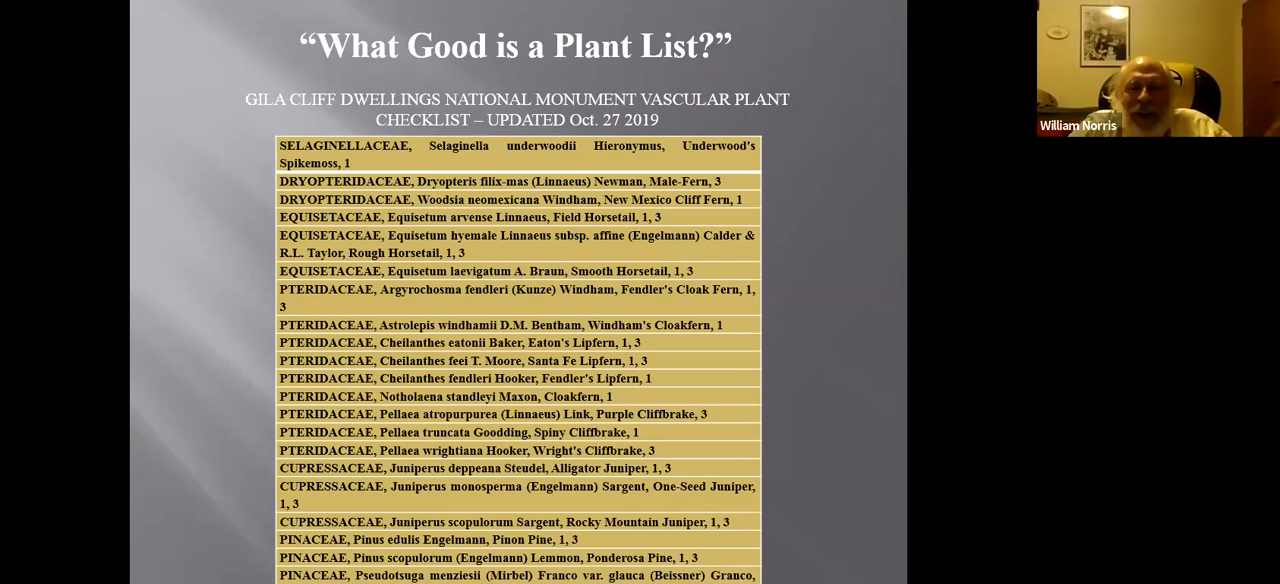 “What Good is a Plant List?”
GILA CLIFF DWELLINGS NATIONAL MONUMENT VASCULAR PLANT
CHECKLIST – UPDATED Oct. 27 2019
SELAGINELLACEAE, Selaginella underwoodii Hieronymus, Underwood's
Spikemoss, 1
DRYOPTERIDACEAE, Dryopteris filix-mas (Linnaeus) Newman, Male-Fern, 3
DRYOPTERIDACEAE, Woodsia neomexicana Windham, New Mexico Cliff Fern, 1
EQUISETACEAE, Equisetum arvense Linnaeus, Field Horsetail, 1, 3
EQUISETACEAE, Equisetum hyemale Linnaeus subsp. affine (Engelmann) Calder &
R.L. Taylor, Rough Horsetail, 1, 3
EQUISETACEAE, Equisetum laevigatum A. Braun, Smooth Horsetail, 1, 3
PTERIDACEAE, Argyrochosma fendleri (Kunze) Windham, Fendler's Cloak Fern, 1,
3
PTERIDACEAE, Astrolepis windhamii D.M. Bentham, Windham's Cloakfern, 1
PTERIDACEAE, Cheilanthes eatonii Baker, Eaton's Lipfern, 1, 3
PTERIDACEAE, Cheilanthes feei T. Moore, Santa Fe Lipfern, 1, 3
PTERIDACEAE, Cheilanthes fendleri Hooker, Fendler's Lipfern, 1
PTERIDACEAE, Notholaena standleyi Maxon, Cloakfern, 1
PTERIDACEAE, Pellaea atropurpurea (Linnaeus) Link, Purple Cliffbrake, 3
PTERIDACEAE, Pellaea truncata Goodding, Spiny Cliffbrake, 1
PTERIDACEAE, Pellaea wrightiana Hooker, Wright's Cliffbrake, 3
CUPRESSACEAE, Juniperus deppeana Steudel, Alligator Juniper, 1, 3
CUPRESSACEAE, Juniperus monosperma (Engelmann) Sargent, One-Seed Juniper,
1, 3
CUPRESSACEAE, Juniperus scopulorum Sargent, Rocky Mountain Juniper, 1, 3
PINACEAE, Pinus edulis Engelmann, Pinon Pine, 1, 3
PINACEAE, Pinus scopulorum (Engelmann) Lemmon, Ponderosa Pine, 1, 3
PINACEAE, Pseudotsuga menziesii (Mirbel) Franco var. glauca (Beissner) Granco,
William Norris